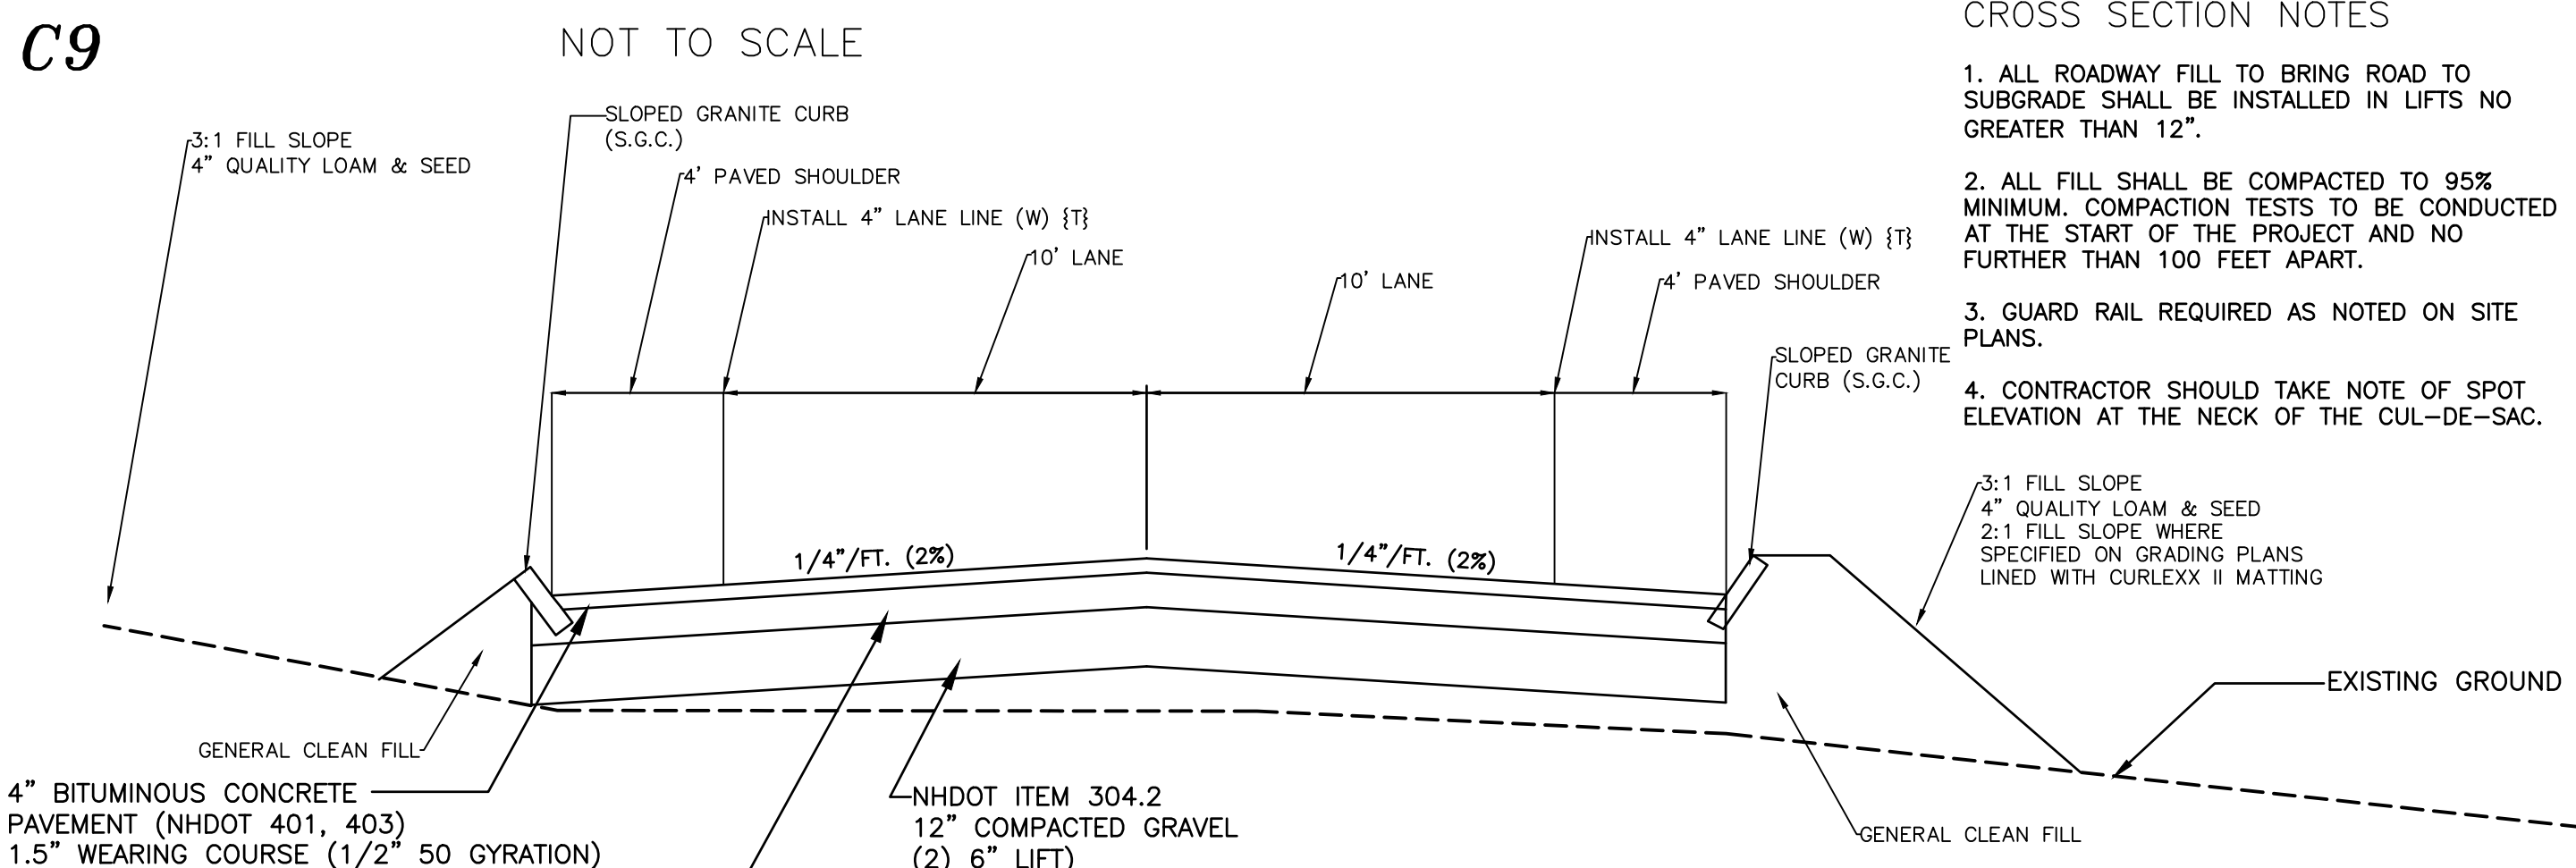 C9
NOT TO SCALE
CROSS SECTION NOTES
1. ALL ROADWAY FILL TO BRING ROAD TO
SUBGRADE SHALL BE INSTALLED IN LIFTS NO
GREATER THAN 12”.
2. ALL FILL SHALL BE COMPACTED TO 95%
MINIMUM. COMPACTION TESTS TO BE CONDUCTED
AT THE START OF THE PROJECT AND NO
FURTHER THAN 100 FEET APART.
3. GUARD RAIL REQUIRED AS NOTED ON SITE
PLANS.
4. CONTRACTOR SHOULD TAKE NOTE OF SPOT
ELEVATION AT THE NECK OF THE CUL-DE-SAC.
3:1 FILL SLOPE
4” QUALITY LOAM & SEED
SLOPED GRANITE CURB
(S.G.C.)
4' PAVED SHOULDER
INSTALL 4” LANE LINE (W) {T}
10' LANE
10' LANE
INSTALL 4” LANE LINE (W) {T}
4' PAVED SHOULDER
SLOPED GRANITE
CURB (S.G.C.)
3:1 FILL SLOPE
4” QUALITY LOAM & SEED
2:1 FILL SLOPE WHERE
SPECIFIED ON GRADING PLANS
LINED WITH CURLEXX II MATTING
1/4”/FT. (2%)
1/4”/FT. (2%)
EXISTING GROUND
GENERAL CLEAN FILL
4” BITUMINOUS CONCRETE
PAVEMENT (NHDOT 401, 403)
1.5” WEARING COURSE (1/2” 50 GYRATION)
NHDOT ITEM 304.2
12” COMPACTED GRAVEL
(2) 6” LIFT)
GENERAL CLEAN FILL